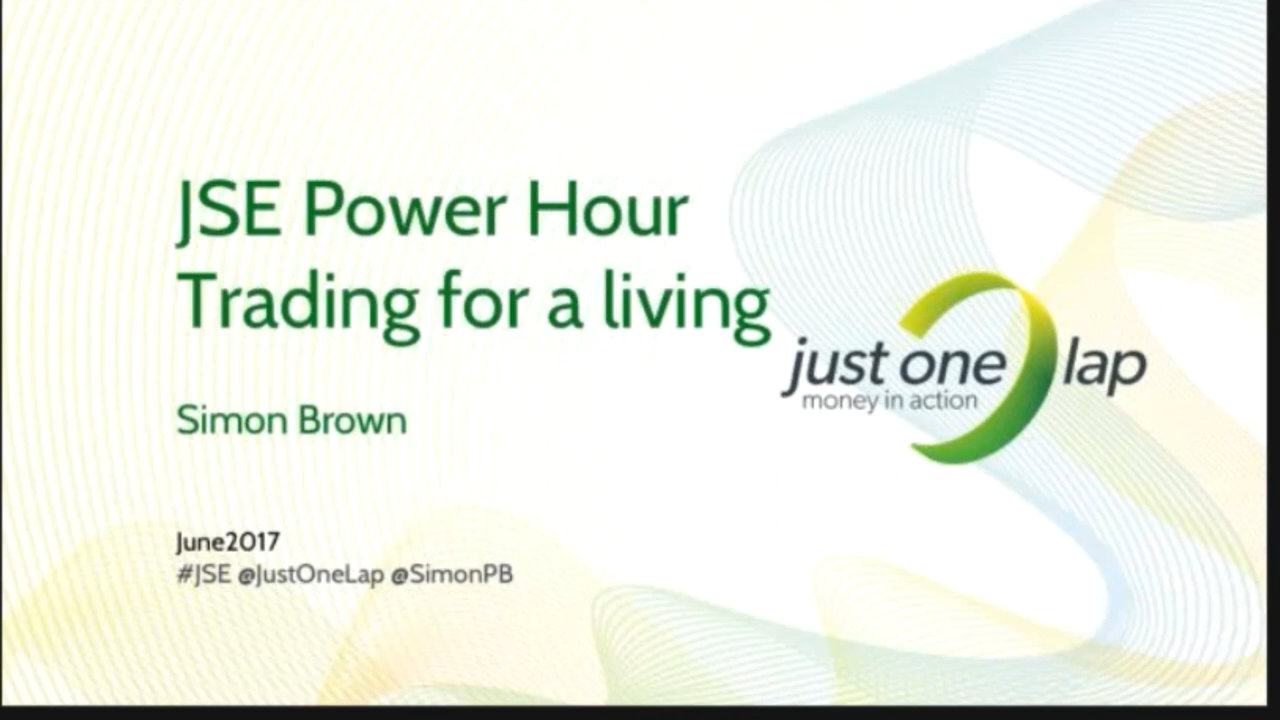 JSE Power Hour
Trading for a living
just one lap
money in action
Simon Brown
June2017
#JSE @JustOneLap @SimonPB